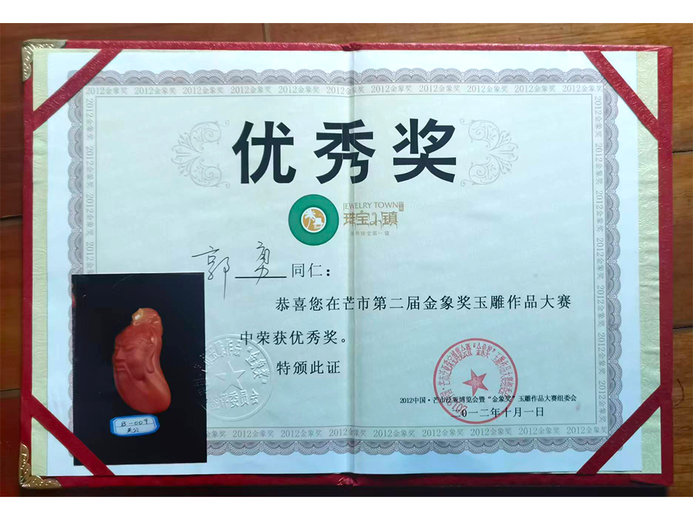 优秀奖
JEWELRY TOWN
珠宝小镇
郭勇同仁：
恭喜您在芒市第二届金象奖玉雕作品大赛
中荣获优秀奖。
特颁此证
2012中国·芒市珠宝博览会暨“金象奖”玉雕作品大赛组委会
二0一二年十月一日
B-009